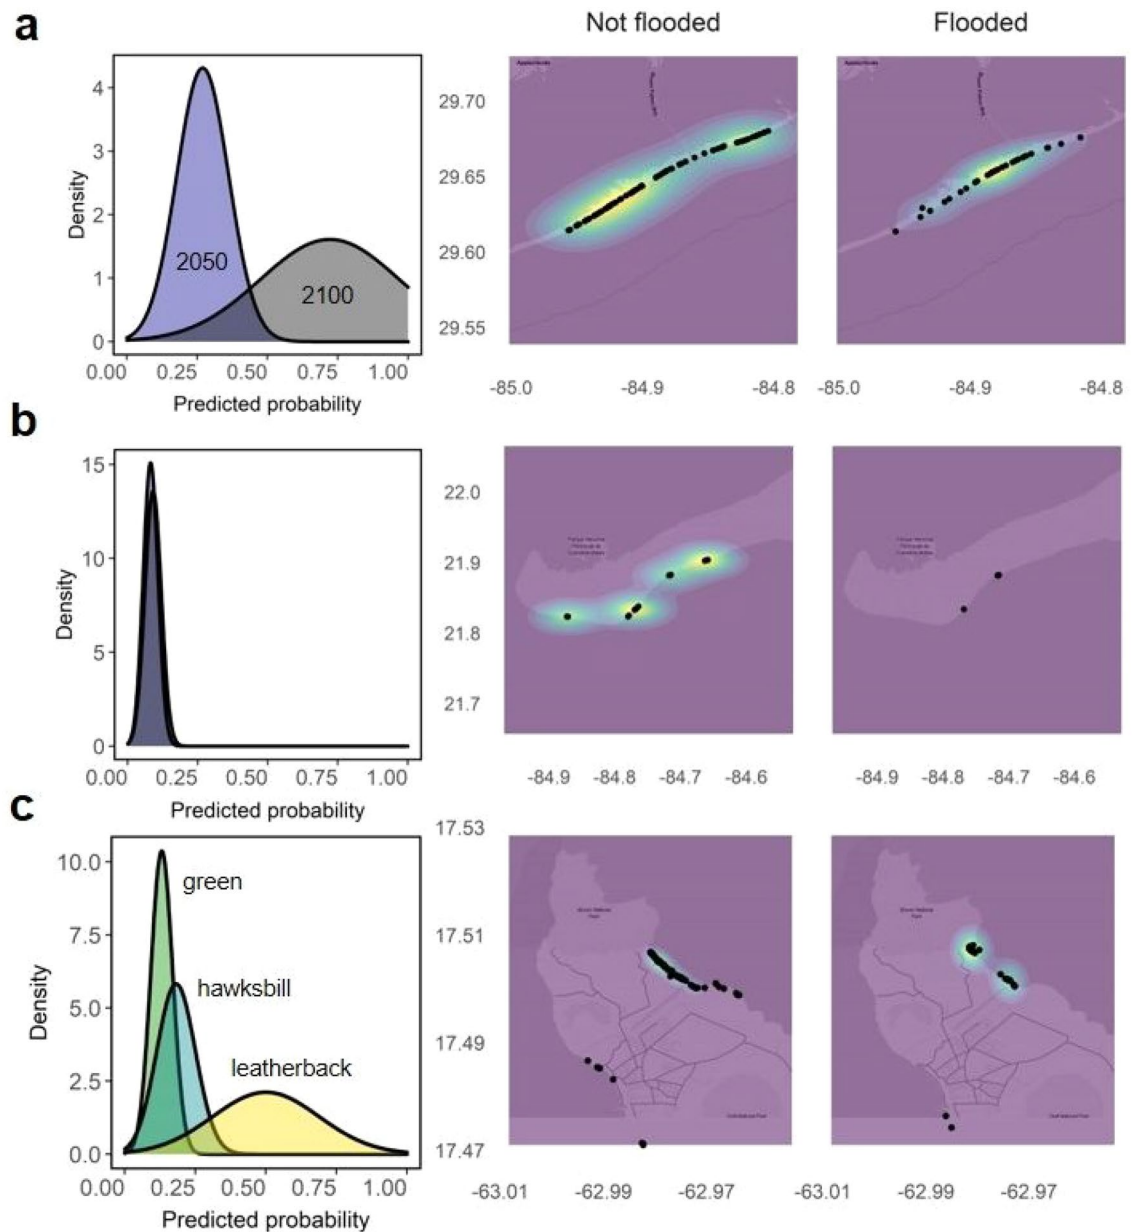 a
Not flooded
Flooded
4
3
2
1
0
Density
2050
2100
0.00 0.25 0.50 0.75 1.00
Predicted probability
29.70
29.65
29.60
29.55
-85.0 -84.9 -84.8
-85.0 -84.9 -84.8
b
15
10
5
0
Density
0.00 0.25 0.50 0.75 1.00
Predicted probability
22.0
21.9
21.8
21.7
-84.9 -84.8 -84.7 -84.6
-84.9 -84.8 -84.7 -84.6
c
10.0
7.5
5.0
2.5
0.0
Density
green
hawksbill
leatherback
0.00 0.25 0.50 0.75 1.00
Predicted probability
17.53
17.51
17.49
17.47
-63.01 -62.99 -62.97
-63.01 -62.99 -62.97